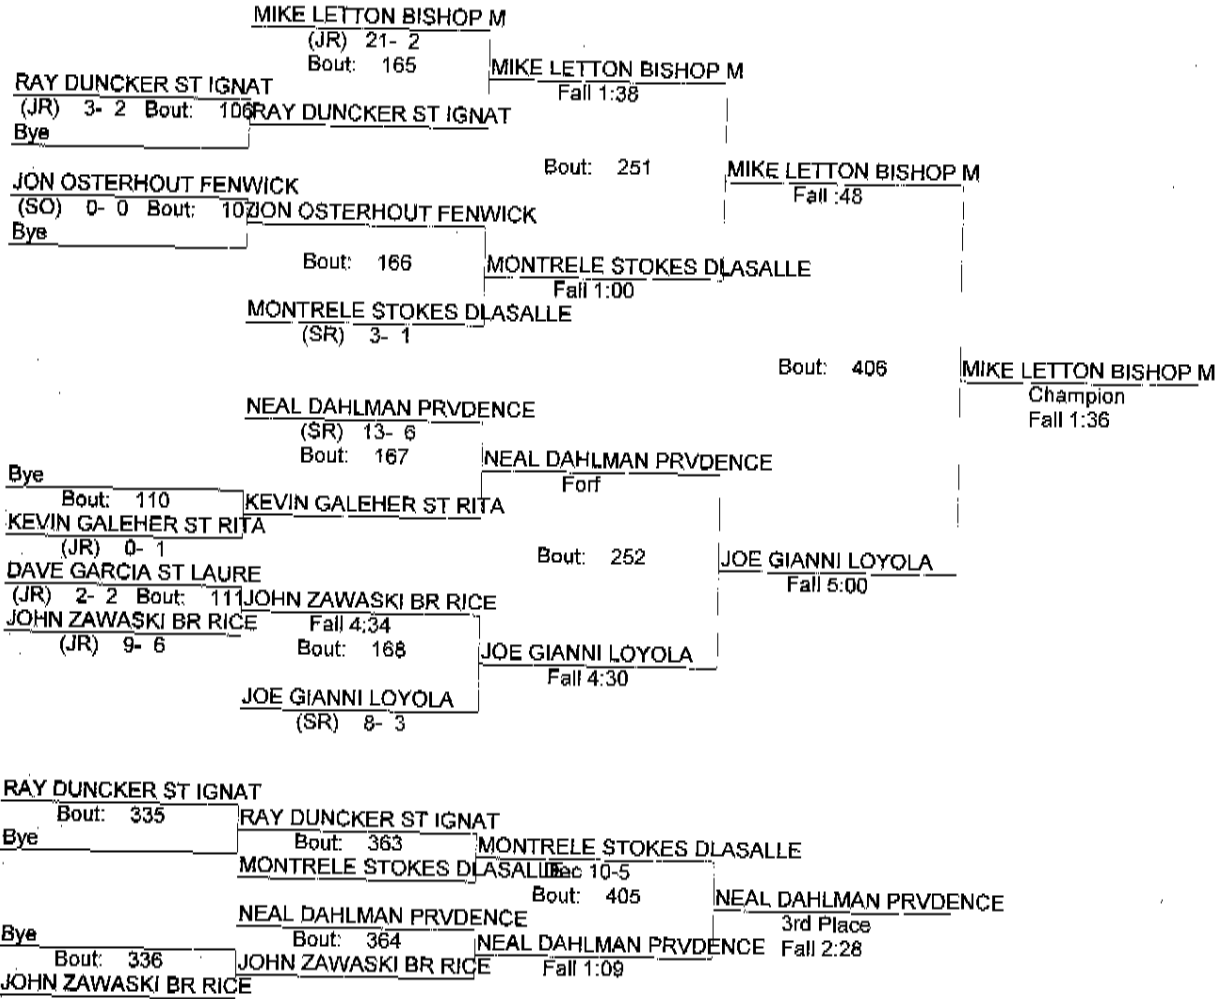 MIKE LETTON BISHOP M
(JR) 21- 2
Bout: 165
MIKE LETTON BISHOP M
Fall 1:38
RAY DUNCKER ST IGNAT
(JR) 3- 2 Bout: 106
RAY DUNCKER ST IGNAT
Bye
Bout: 251
MIKE LETTON BISHOP M
Fall :48
JON OSTERHOUT FENWICK
(SO) 0- 0 Bout: 107
JON OSTERHOUT FENWICK
Bye
Bout: 166
MONTRELE STOKES DLASALLE
Fall 1:00
MONTRELE STOKES DLASALLE
(SR) 3- 1
Bout: 406
MIKE LETTON BISHOP M
Champion
Fall 1:36
NEAL DAHLMAN PRVDENCE
(SR) 13- 6
Bout: 167
NEAL DAHLMAN PRVDENCE
Forf
Bye
Bout: 110
KEVIN GALEHER ST RITA
KEVIN GALEHER ST RITA
(JR) 0- 1
Bout: 252
JOE GIANNI LOYOLA
Fall 5:00
DAVE GARCIA ST LAURE
(JR) 2- 2 Bout: 111
JOHN ZAWASKI BR RICE
Fall 4:34
JOHN ZAWASKI BR RICE
(JR) 9- 6
Bout: 168
JOE GIANNI LOYOLA
Fall 4:30
JOE GIANNI LOYOLA
(SR) 8- 3
RAY DUNCKER ST IGNAT
Bout: 335
RAY DUNCKER ST IGNAT
Bye
Bout: 363
MONTRELE STOKES DLASALLE
MONTRELE STOKES DLASALLE
Dec 10-5
Bout: 405
NEAL DAHLMAN PRVDENCE
3rd Place
Fall 2:28
NEAL DAHLMAN PRVDENCE
Bout: 364
NEAL DAHLMAN PRVDENCE
Fall 1:09
Bye
Bout: 336
JOHN ZAWASKI BR RICE
JOHN ZAWASKI BR RICE